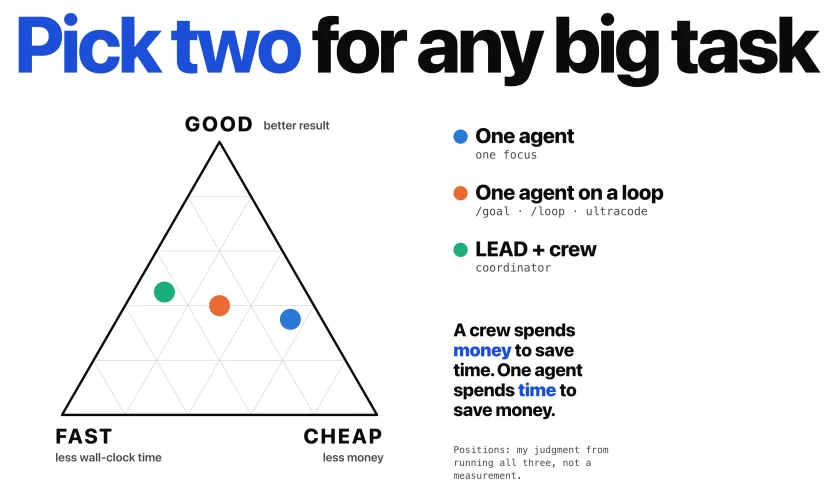 Pick two for any big task
GOOD better result
FAST
less wall-clock time
CHEAP
less money
One agent
one focus
One agent on a loop
/goal · /loop · ultracode
LEAD + crew
coordinator
A crew spends
money to save
time. One agent
spends time to
save money.
Positions: my judgment from
running all three, not a
measurement.